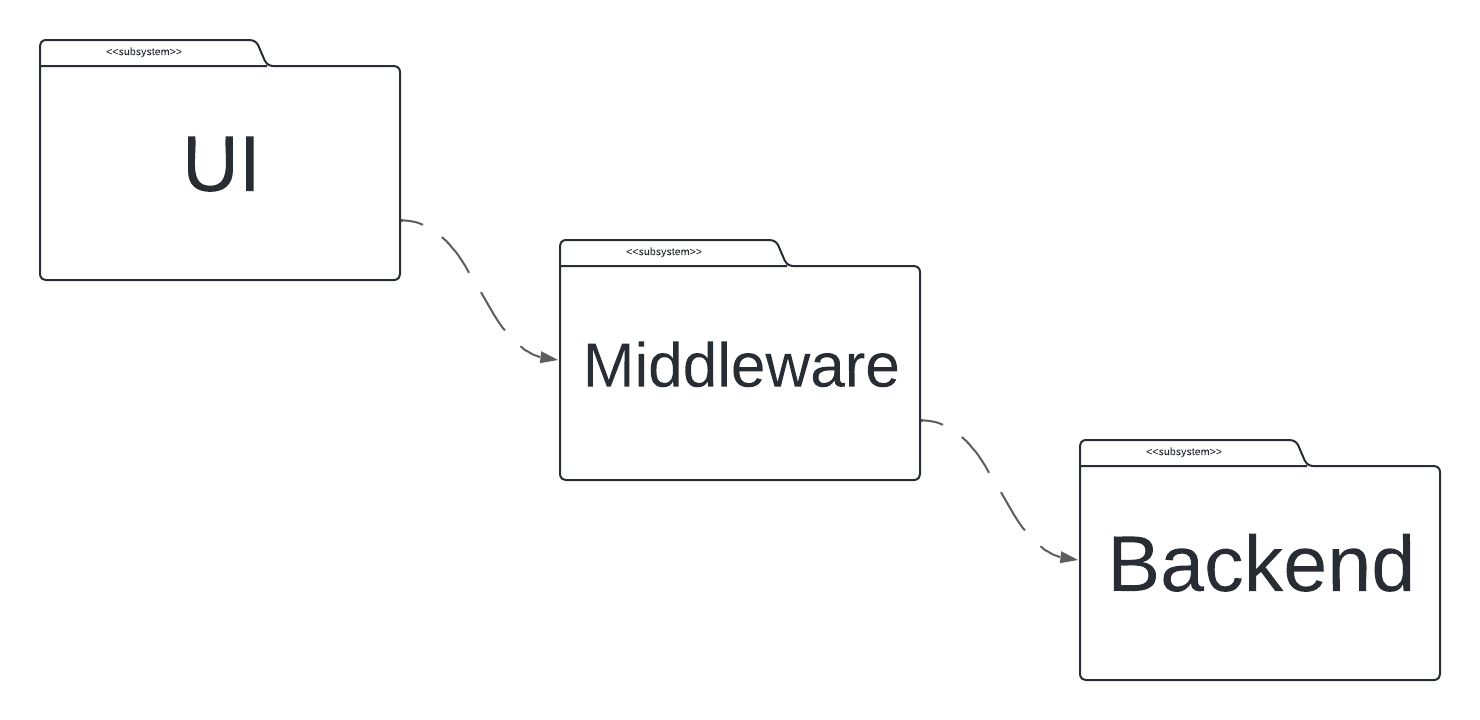 <<subsystem>>
UI
<<subsystem>>
Middleware
<<subsystem>>
Backend